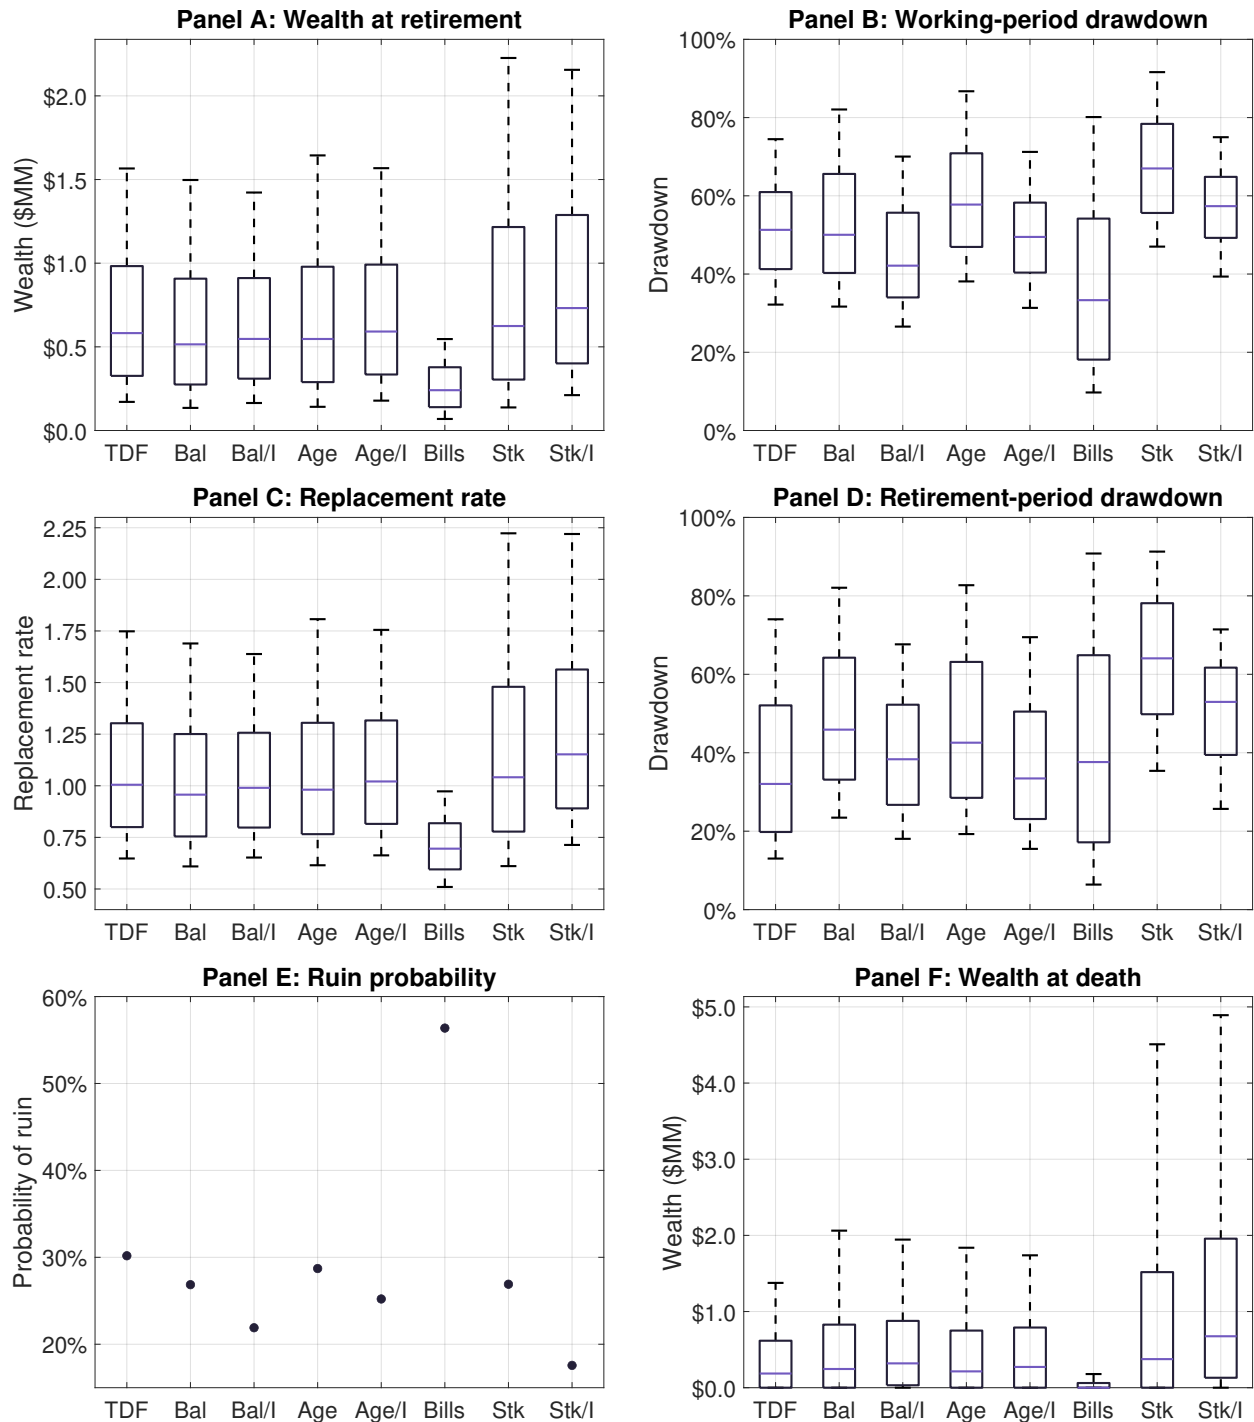 Panel A: Wealth at retirement
Wealth ($MM)
$2.0
$1.5
$1.0
$0.5
$0.0
TDF Bal Bal/I Age Age/I Bills Stk Stk/I
Panel B: Working-period drawdown
Drawdown
100%
80%
60%
40%
20%
0%
TDF Bal Bal/I Age Age/I Bills Stk Stk/I
Panel C: Replacement rate
Replacement rate
2.25
2.00
1.75
1.50
1.25
1.00
0.75
0.50
TDF Bal Bal/I Age Age/I Bills Stk Stk/I
Panel D: Retirement-period drawdown
Drawdown
100%
80%
60%
40%
20%
0%
TDF Bal Bal/I Age Age/I Bills Stk Stk/I
Panel E: Ruin probability
Probability of ruin
60%
50%
40%
30%
20%
TDF Bal Bal/I Age Age/I Bills Stk Stk/I
Panel F: Wealth at death
Wealth ($MM)
$5.0
$4.0
$3.0
$2.0
$1.0
$0.0
TDF Bal Bal/I Age Age/I Bills Stk Stk/I